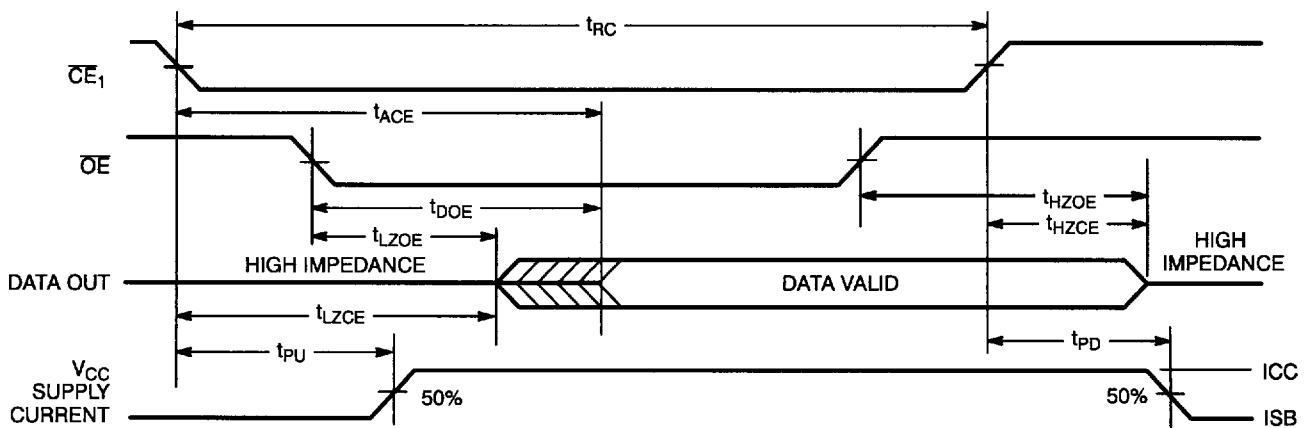 tRC
CE1
tACE
OE
tDOE
tHZOE
tLZOE
tHZCE
HIGH IMPEDANCE
HIGH
IMPEDANCE
DATA OUT
DATA VALID
tLZCE
tPU
tPD
VCC
SUPPLY
CURRENT
50%
50%
ICC
ISB